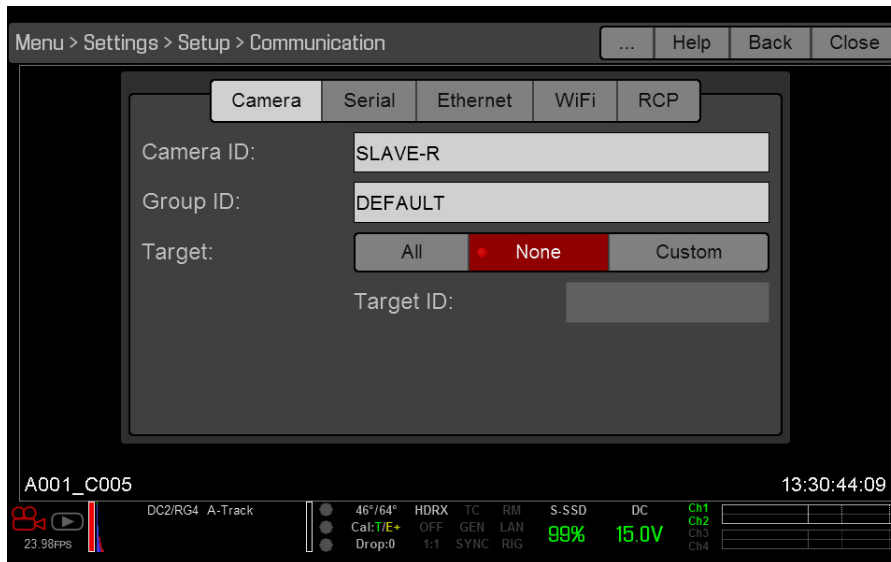 Menu > Settings > Setup > Communication ... Help Back Close
Camera Serial Ethernet WiFi RCP
Camera ID: SLAVE-R
Group ID: DEFAULT
Target: All None Custom
Target ID:
A001_C005 13:30:44:09
DC2/RG4 A-Track 46°/64° HDRX TC RM S-SSD DC Ch1
Cal:T/E+ OFF GEN LAN 99% 15.0V Ch2
23.98FPS Drop:0 1:1 SYNC RIG Ch3
Ch4